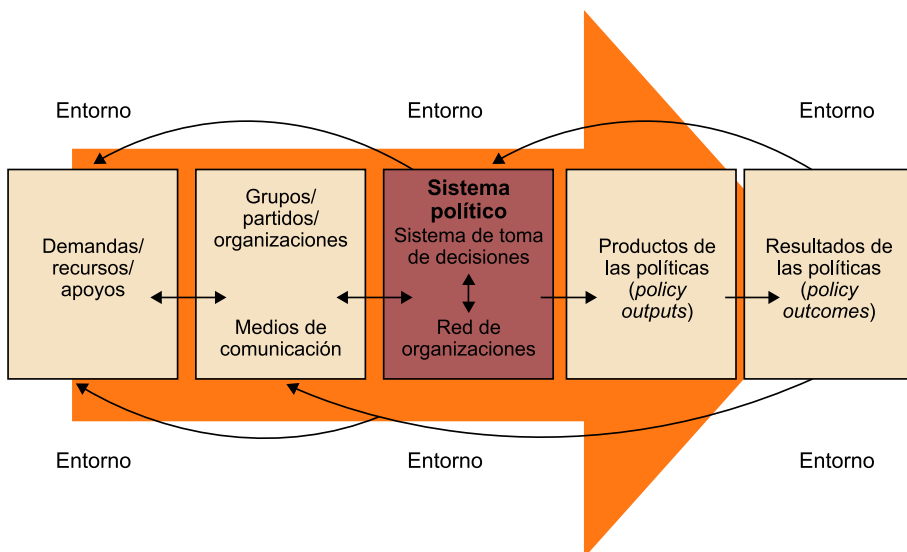 Entorno
Entorno
Entorno
Demandas/
recursos/
apoyos
Grupos/
partidos/
organizaciones
Medios de
comunicación
Sistema
político
Sistema de toma
de decisiones
Red de
organizaciones
Productos de
las políticas
(policy
outputs)
Resultados de
las políticas
(policy
outcomes)
Entorno
Entorno
Entorno